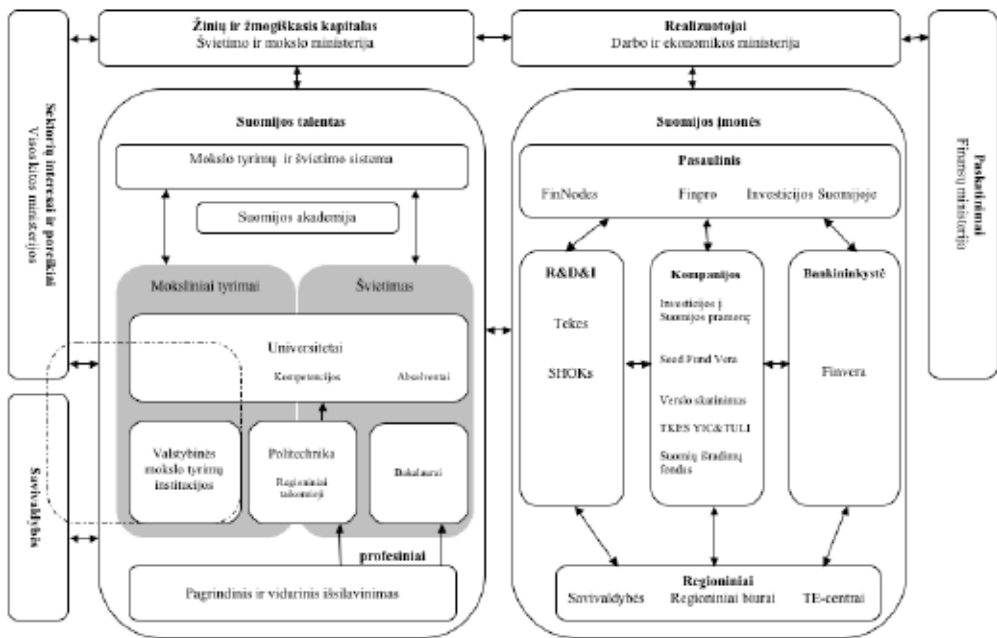 Žinių ir žmogiškasis kapitalas
Švietimo ir mokslo ministerija
Realizuotojai
Darbo ir ekonomikos ministerija
Sektorių interesai ir poreikiai
Visos kitos ministerijos
Savivaldybės
Paskatinimai
Finansų ministerija
Suomijos talentas
Mokslo tyrimų ir švietimo sistema
Suomijos akademija
Moksliniai tyrimai
Švietimas
Universitetai
Kompetencijos
Absolventai
Valstybinės
mokslo tyrimų
institucijos
Politechnika
Regioniniai
taikomieji
Bakalaurai
profesiniai
Pagrindinis ir vidurinis išsilavinimas
Suomijos įmonės
Pasaulinis
FinNodes
Finpro
Investicijos Suomijoje
R&D&I
Tekes
SHOKs
Kompanijos
Investicijos į
Suomijos pramonę
Seed Fund Vera
Verslo skatinimas
TKES YIC&TULI
Suomių išradimų
fondas
Bankininkystė
Finvera
Regioniniai
Savivaldybės
Regioniniai biurai
TE-centrai